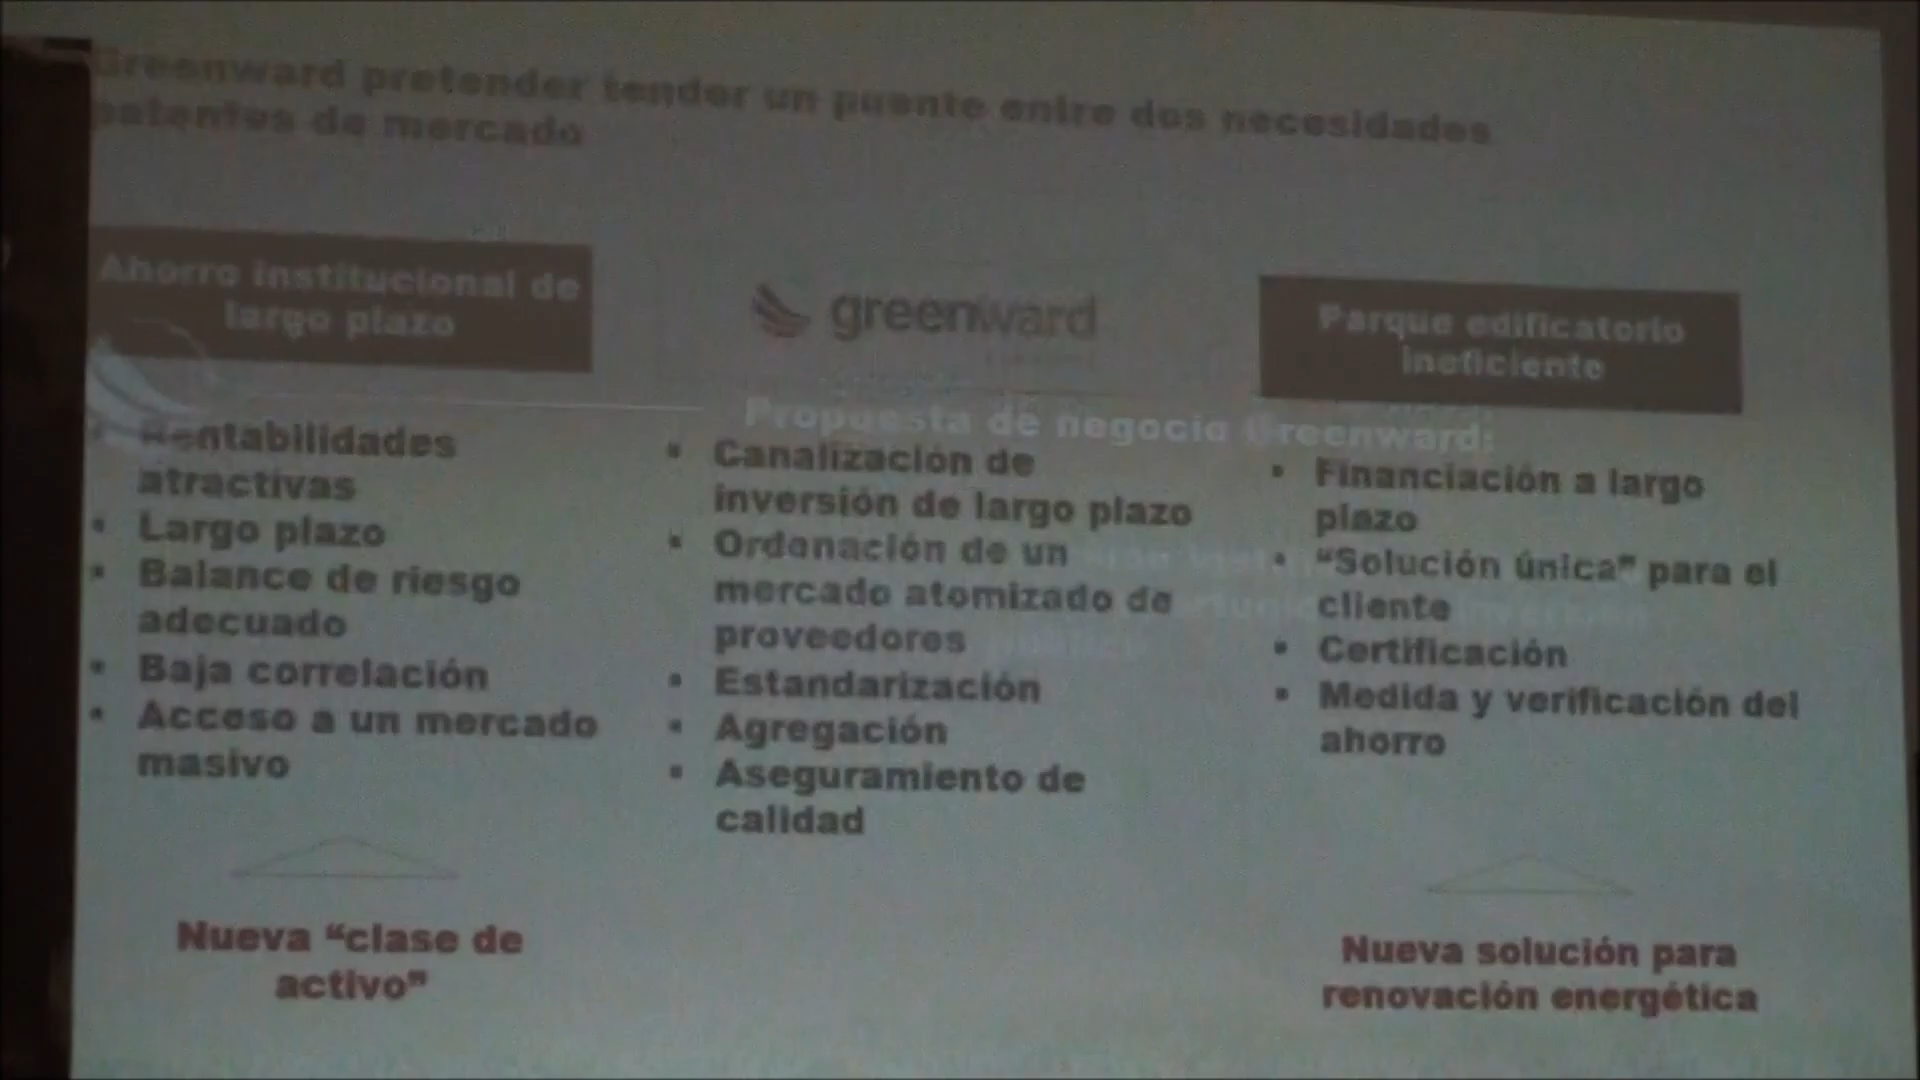 Greenward pretender tender un puente entre dos necesidades
patentes de mercado
Ahorro institucional de
largo plazo
Rentabilidades
atractivas
Largo plazo
Balance de riesgo
adecuado
Baja correlación
Acceso a un mercado
masivo
Nueva “clase de
activo”
greenward
Propuesta de negocio Greenward:
Canalización de
inversión de largo plazo
Ordenación de un
mercado atomizado de
proveedores
Estandarización
Agregación
Aseguramiento de
calidad
Parque edificatorio
ineficiente
Financiación a largo
plazo
“Solución única” para el
cliente
Certificación
Medida y verificación del
ahorro
Nueva solución para
renovación energética